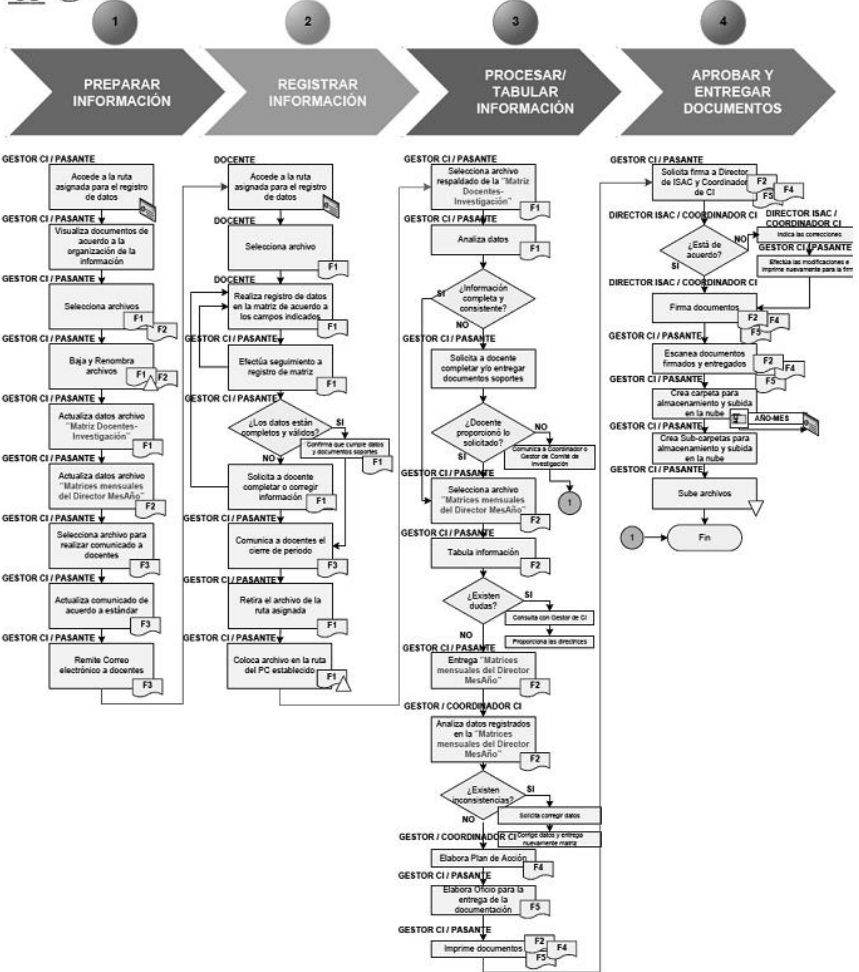 1
PREPARAR
INFORMACIÓN
2
REGISTRAR
INFORMACIÓN
3
PROCESAR/
TABULAR
INFORMACIÓN
4
APROBAR Y
ENTREGAR
DOCUMENTOS
GESTOR CI / PASANTE
Accede a la ruta
asignada para el registro
de datos
GESTOR CI / PASANTE
Visualiza documentos de
acuerdo a la
organización de la
información
GESTOR CI / PASANTE
Selecciona archivos
F1
F2
GESTOR CI / PASANTE
Baja y Renombra
archivos
F1
F2
GESTOR CI / PASANTE
Actualiza datos archivo
"Matriz Docentes-
Investigación"
F1
GESTOR CI / PASANTE
Actualiza datos archivo
"Matrices mensuales
del Director MesAño"
F2
GESTOR CI / PASANTE
Selecciona archivo para
realizar comunicado a
docentes
F3
GESTOR CI / PASANTE
Actualiza comunicado de
acuerdo a estándar
F3
GESTOR CI / PASANTE
Remite Correo
electrónico a docentes
F3
DOCENTE
Accede a la ruta
asignada para el registro
de datos
DOCENTE
Selecciona archivo
F1
DOCENTE
Realiza registro de datos
en la matriz de acuerdo a
los campos indicados
F1
GESTOR CI / PASANTE
Efectúa seguimiento a
registro de matriz
F1
GESTOR CI / PASANTE
¿Los datos están
completos y válidos?
SI
Confirma que cumple datos
y documentos soportes
F1
NO
Solicita a docente
completar o corregir
información
F1
GESTOR CI / PASANTE
Comunica a docentes el
cierre de periodo
F3
GESTOR CI / PASANTE
Retira el archivo de la
ruta asignada
F1
GESTOR CI / PASANTE
Coloca archivo en la ruta
del PC establecido
F1
GESTOR CI / PASANTE
Selecciona archivo
respaldado de la "Matriz
Docentes-
Investigación"
F1
GESTOR CI / PASANTE
Analiza datos
F1
¿Información
completa y
consistente?
SI
NO
GESTOR CI / PASANTE
Solicita a docente
completar y/o entregar
documentos soportes
¿Docente
proporcionó lo
solicitado?
NO
Comunica a Coordinador o
Gestor de Comité de
Investigación
1
SI
GESTOR CI / PASANTE
Selecciona archivo
"Matrices mensuales
del Director MesAño"
F2
GESTOR CI / PASANTE
Tabula información
F2
¿Existen
dudas?
SI
Consulta con Gestor de CI
Proporciona las directrices
NO
GESTOR CI / PASANTE
Entrega "Matrices
mensuales del Director
MesAño"
F2
GESTOR / COORDINADOR CI
Analiza datos registrados
en la "Matrices
mensuales del Director
MesAño"
F2
¿Existen
inconsistencias?
SI
Solicita corregir datos
Corrige datos y entrega
nuevamente matriz
NO
GESTOR / COORDINADOR CI
Elabora Plan de Acción
F4
GESTOR CI / PASANTE
Elabora Oficio para la
entrega de la
documentación
F5
GESTOR CI / PASANTE
Imprime documentos
F2
F4
F5
GESTOR CI / PASANTE
Solicita firma a Director
de ISAC y Coordinador
de CI
F2
F4
F5
DIRECTOR ISAC / COORDINADOR CI
¿Está de
acuerdo?
NO
SI
DIRECTOR ISAC /
COORDINADOR CI
Indica las correcciones
GESTOR CI / PASANTE
Efectúa las modificaciones e
imprime nuevamente para la firm
DIRECTOR ISAC / COORDINADOR CI
Firma documentos
F2
F4
F5
GESTOR CI / PASANTE
Escanea documentos
firmados y entregados
F2
F4
F5
GESTOR CI / PASANTE
Crea carpeta para
almacenamiento y subida
en la nube
AÑO-MES
GESTOR CI / PASANTE
Crea Sub-carpetas para
almacenamiento y subida
en la nube
GESTOR CI / PASANTE
Sube archivos
1
Fin